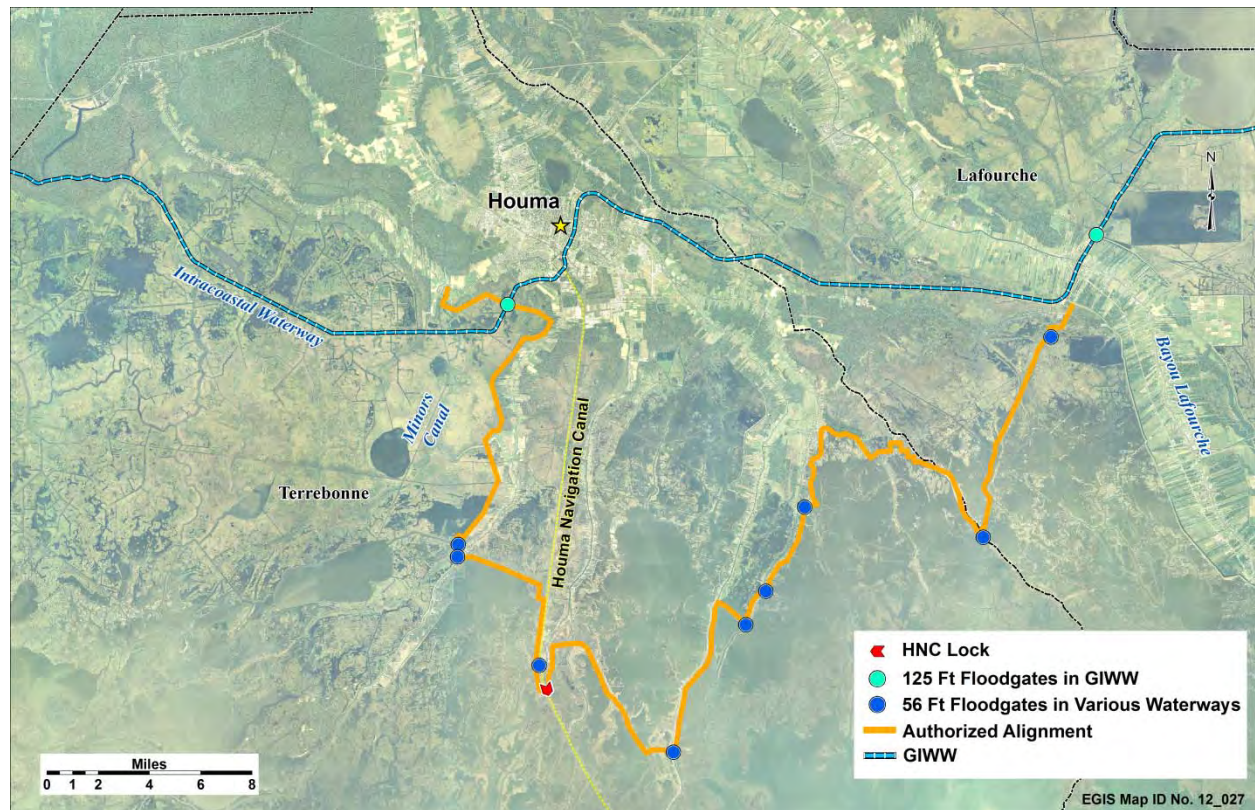 Lafourche
N
Houma
Intracoastal Waterway
Bayou Lafourche
Minors
Canal
Houma Navigation Canal
Terrebonne
HNC Lock
125 Ft Floodgates in GIWW
56 Ft Floodgates in Various Waterways
Authorized Alignment
GIWW
Miles
0 1 2 4 6 8
EGIS Map ID No. 12_027